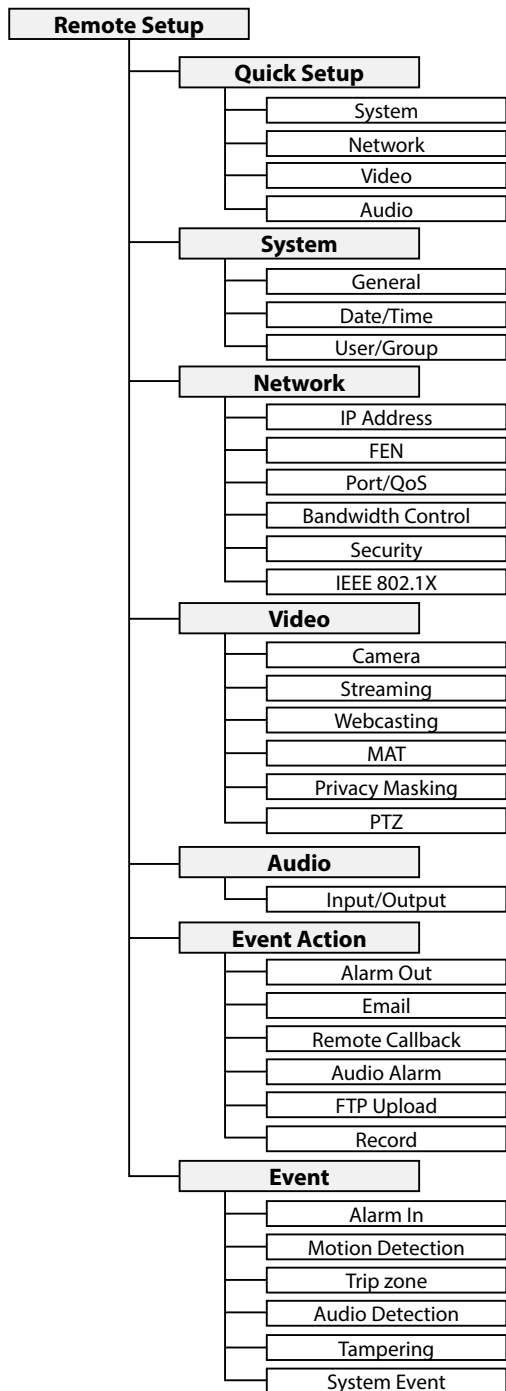 Remote Setup
Quick Setup
System
Network
Video
Audio
System
General
Date/Time
User/Group
Network
IP Address
FEN
Port/QoS
Bandwidth Control
Security
IEEE 802.1X
Video
Camera
Streaming
Webcasting
MAT
Privacy Masking
PTZ
Audio
Input/Output
Event Action
Alarm Out
Email
Remote Callback
Audio Alarm
FTP Upload
Record
Event
Alarm In
Motion Detection
Trip zone
Audio Detection
Tampering
System Event